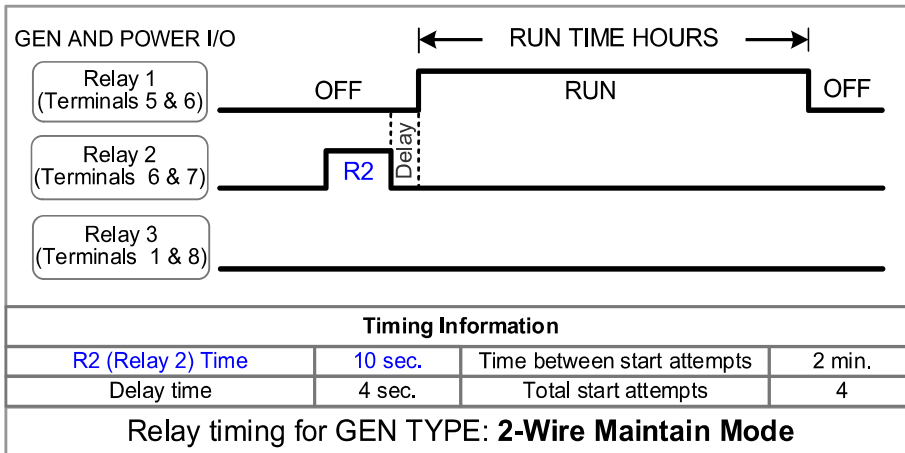 GEN AND POWER I/O
RUN TIME HOURS
Relay 1
(Terminals 5 & 6)
OFF
RUN
OFF
Relay 2
(Terminals 6 & 7)
R2
Delay
Relay 3
(Terminals 1 & 8)
Timing Information
R2 (Relay 2) Time 10 sec. Time between start attempts 2 min.
Delay time 4 sec. Total start attempts 4
Relay timing for GEN TYPE: 2-Wire Maintain Mode